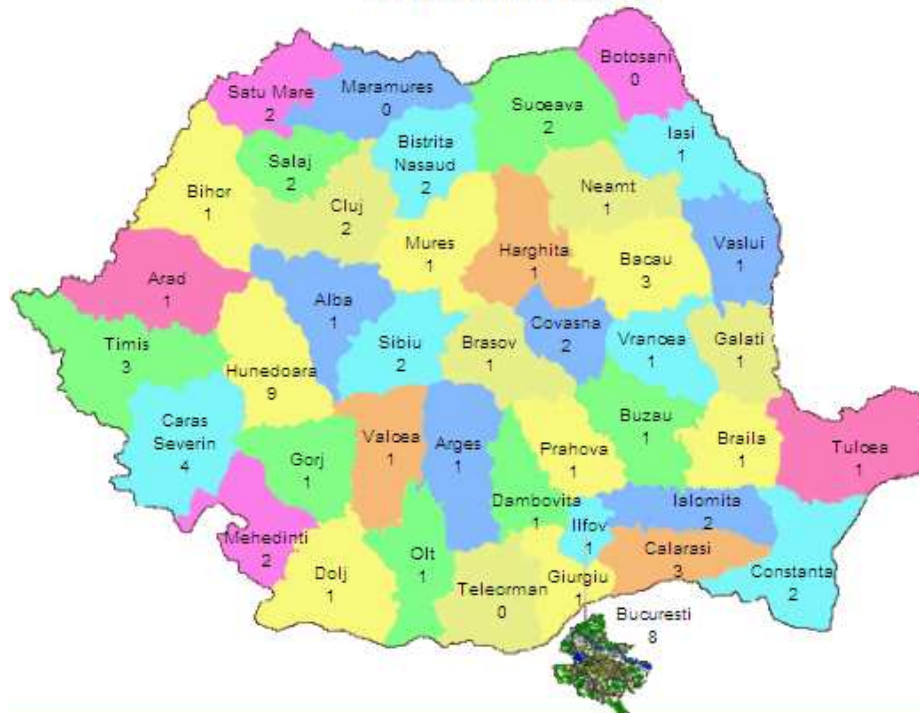 Botosani
0
Satu Mare
2
Maramures
0
Suceava
2
Iasi
1
Salaj
2
Bistrita
Nasaud
2
Bihor
1
Cluj
2
Neamt
1
Mures
1
Harghita
1
Bacau
3
Vaslui
1
Arad
1
Alba
1
Timis
3
Hunedoara
9
Sibiu
2
Brasov
1
Covasna
2
Vrancea
1
Galati
1
Caras
Severin
4
Gorj
1
Valcea
1
Arges
1
Prahova
1
Buzau
1
Braila
1
Tulcea
1
Dambovita
1
Ilfov
1
Ialomita
2
Mehedinti
2
Dolj
1
Olt
1
Teleorman
0
Giurgiu
1
Calarasi
3
Constanta
2
Bucuresti
8